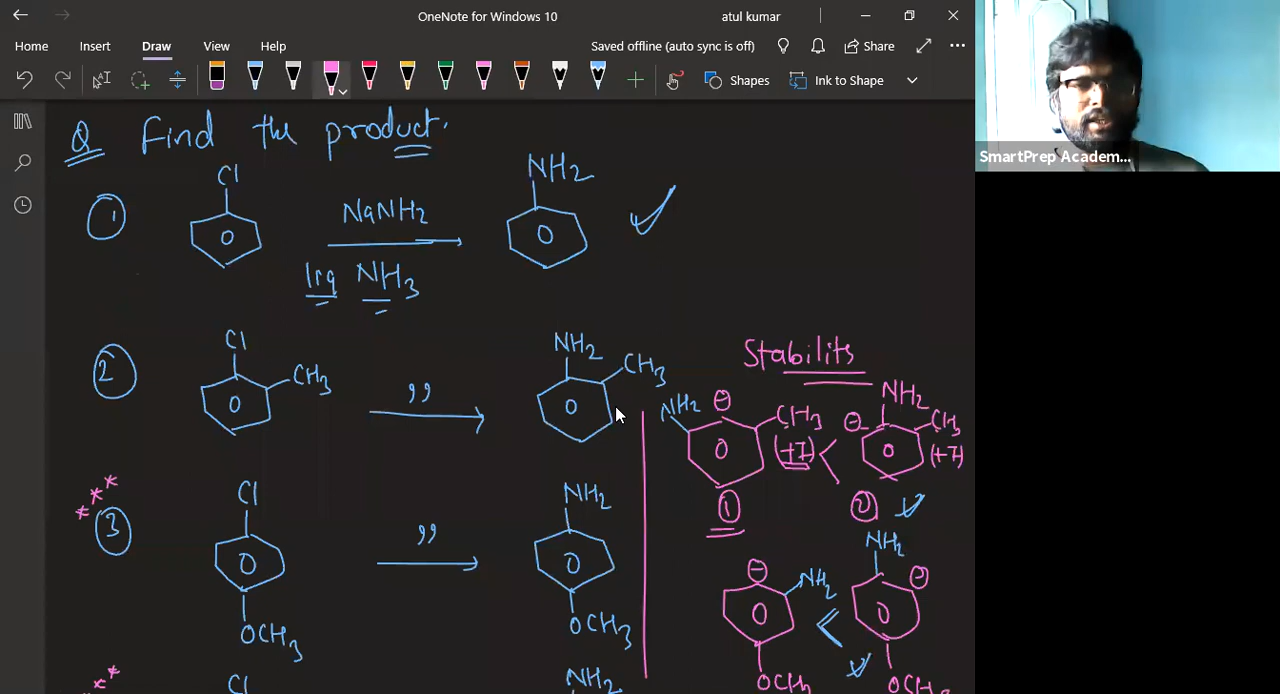 OneNote for Windows 10
atul kumar
Home Insert Draw View Help
Saved offline (auto sync is off)
Share
Shapes
Ink to Shape
SmartPrep Academ...
Q Find the product.
① Cl NaNH2 NH2
liq NH3
② Cl CH3 ,, NH2 CH3
③ Cl ,, NH2
OCH3 OCH3
Cl NH2
Stabilits
NH2 ⊖ CH3 (+I) < ⊖ NH2 CH3 (+I)
① ②
⊖ NH2 < NH2 ⊖
OCH3 OCH3